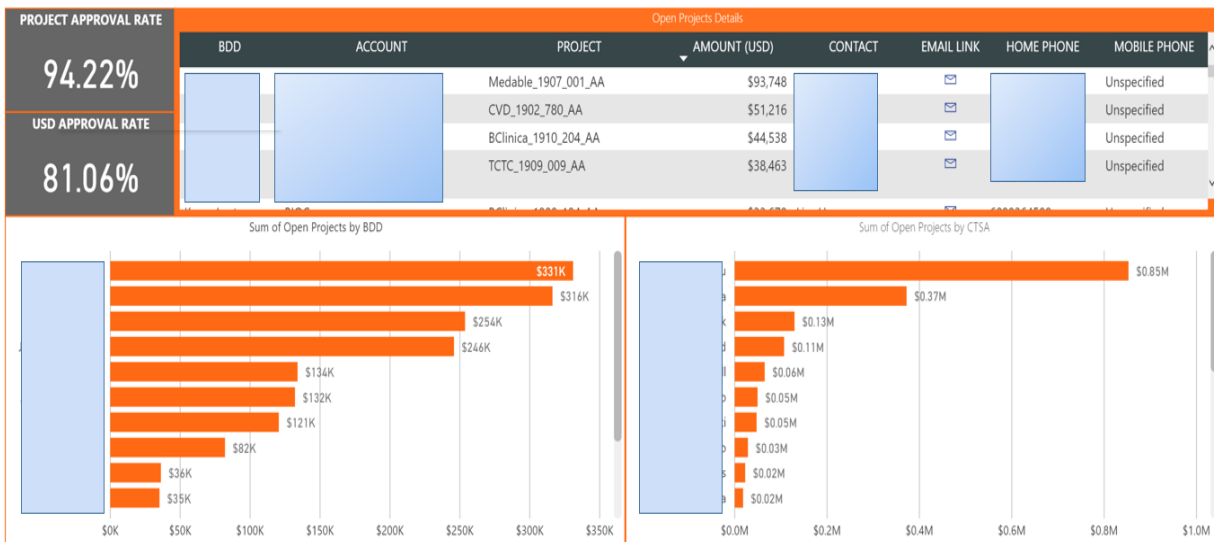 PROJECT APPROVAL RATE
94.22%
USD APPROVAL RATE
81.06%
Open Projects Details
BDD ACCOUNT PROJECT AMOUNT (USD) CONTACT EMAIL LINK HOME PHONE MOBILE PHONE
Medable_1907_001_AA $93,748 Unspecified
CVD_1902_780_AA $51,216 Unspecified
BClinica_1910_204_AA $44,538 Unspecified
TCTC_1909_009_AA $38,463 Unspecified
Sum of Open Projects by BDD
$331K
$316K
$254K
$246K
$134K
$132K
$121K
$82K
$36K
$35K
$0K $50K $100K $150K $200K $250K $300K $350K
Sum of Open Projects by CTSA
$0.85M
$0.37M
$0.13M
$0.11M
$0.06M
$0.05M
$0.05M
$0.03M
$0.02M
$0.02M
$0.0M $0.2M $0.4M $0.6M $0.8M $1.0M